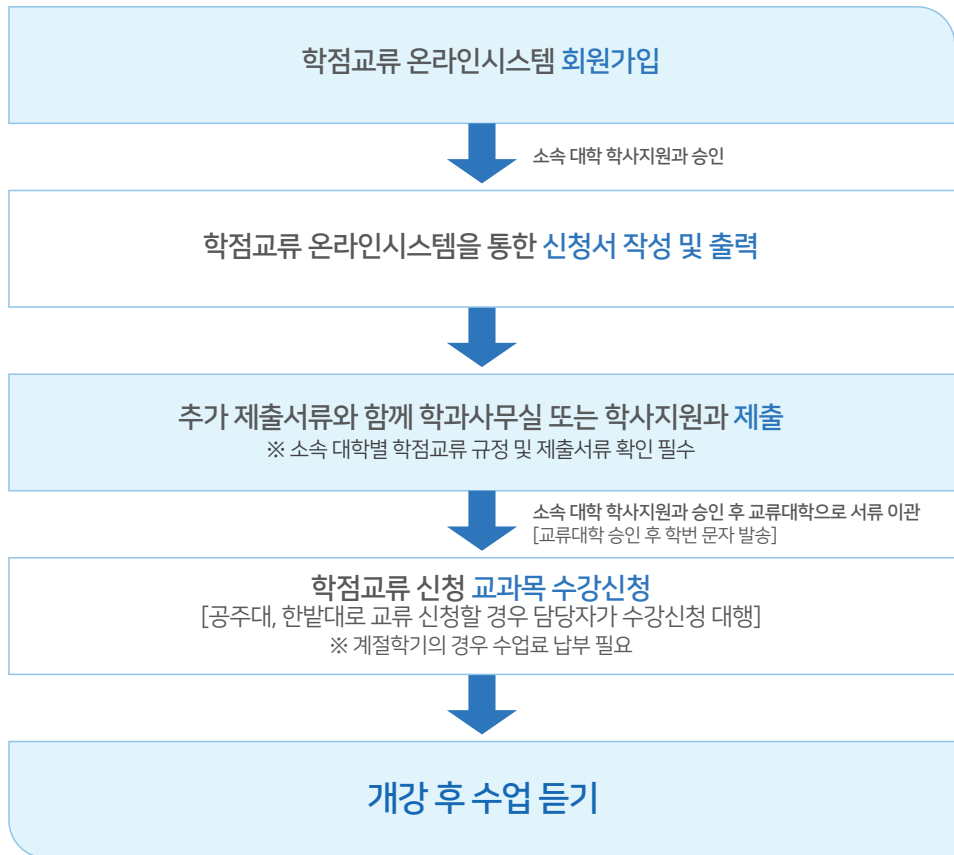 학점교류 온라인시스템 회원가입
소속 대학 학사지원과 승인
학점교류 온라인시스템을 통한 신청서 작성 및 출력
추가 제출서류와 함께 학과사무실 또는 학사지원과 제출
※ 소속 대학별 학점교류 규정 및 제출서류 확인 필수
소속 대학 학사지원과 승인 후 교류대학으로 서류 이관
[교류대학 승인 후 학번 문자 발송]
학점교류 신청 교과목 수강신청
[공주대, 한밭대로 교류 신청할 경우 담당자가 수강신청 대행]
※ 계절학기의 경우 수업료 납부 필요
개강 후 수업 듣기